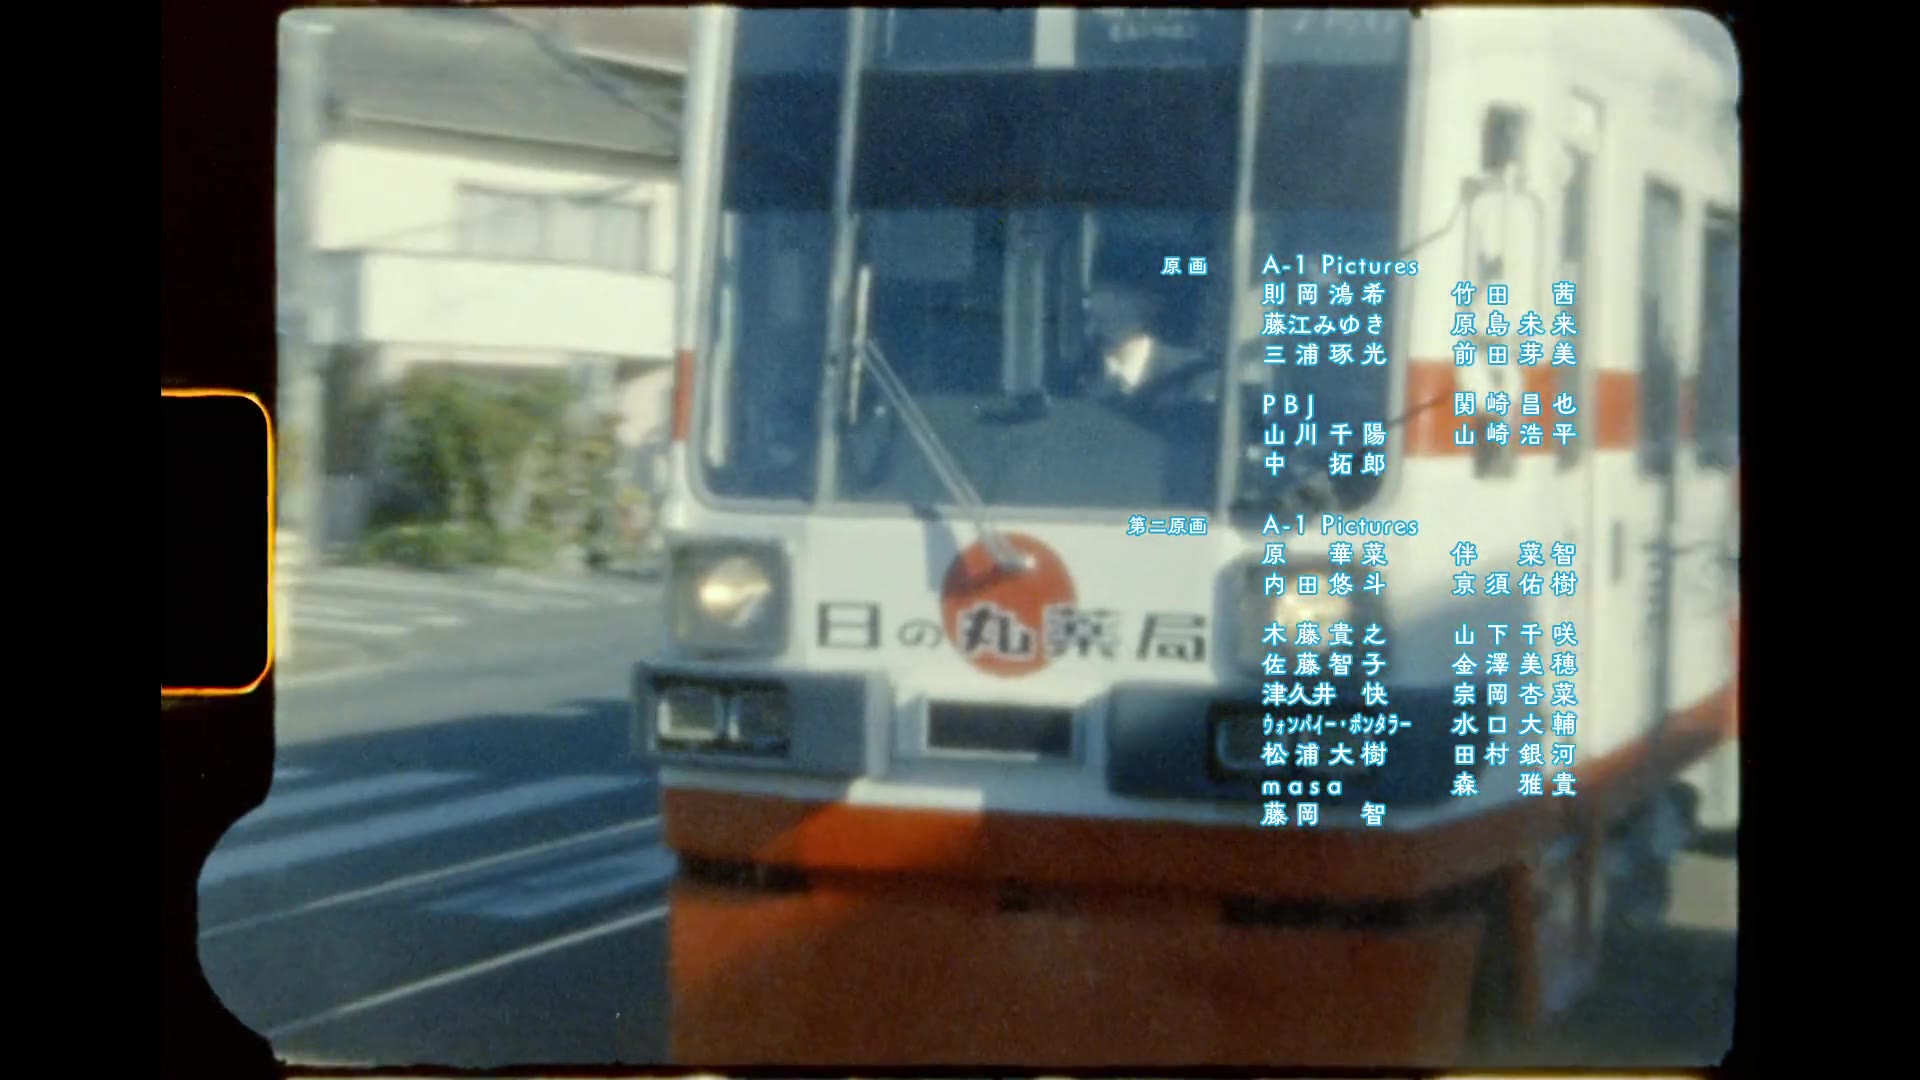 原画 A-1 Pictures
則岡鴻希 竹田 茜
藤江みゆき 原島未来
三浦琢光 前田芽美
PBJ 関崎昌也
山川千陽 山崎浩平
中 拓郎
第二原画 A-1 Pictures
原 華菜 伴 菜智
内田悠斗 京須佑樹
木藤貴之 山下千咲
佐藤智子 金澤美穂
津久井 快 宗岡杏菜
ウォンパイー・ポンタラー 水口大輔
松浦大樹 田村銀河
masa 森 雅貴
藤岡 智
日の丸薬局